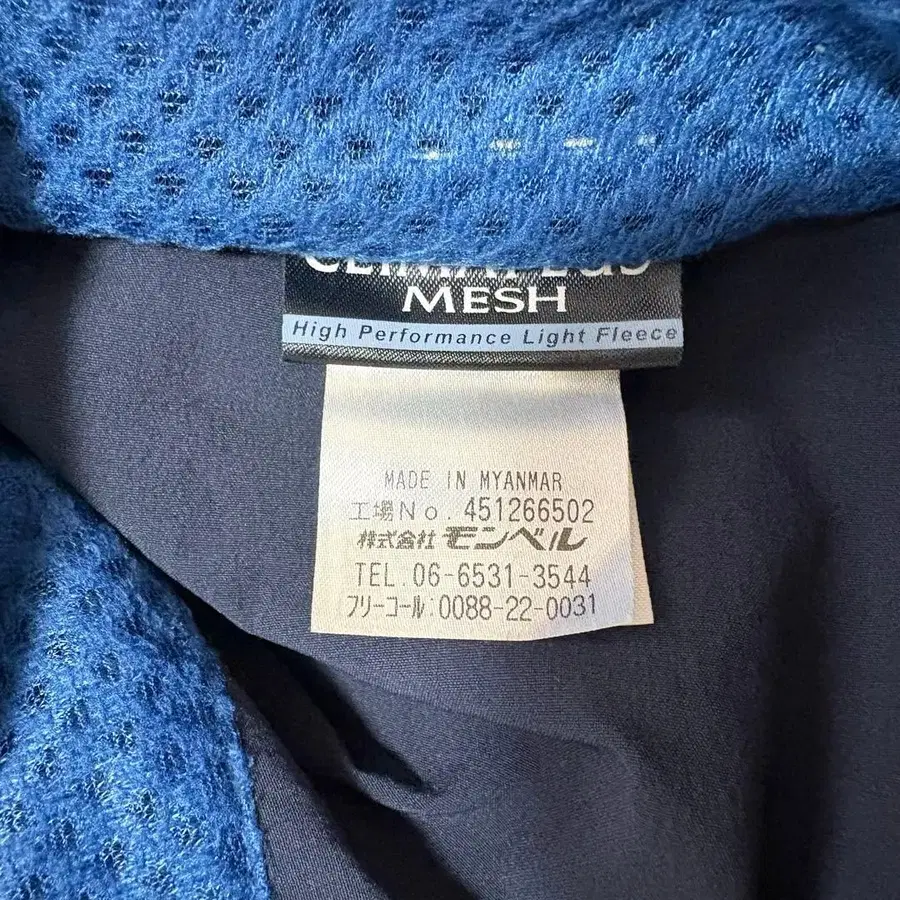 MESH
High Performance Light Fleece
MADE IN MYANMAR
工場No. 451266502
株式会社 モンベル
TEL.06-6531-3544
フリーコール:0088-22-0031